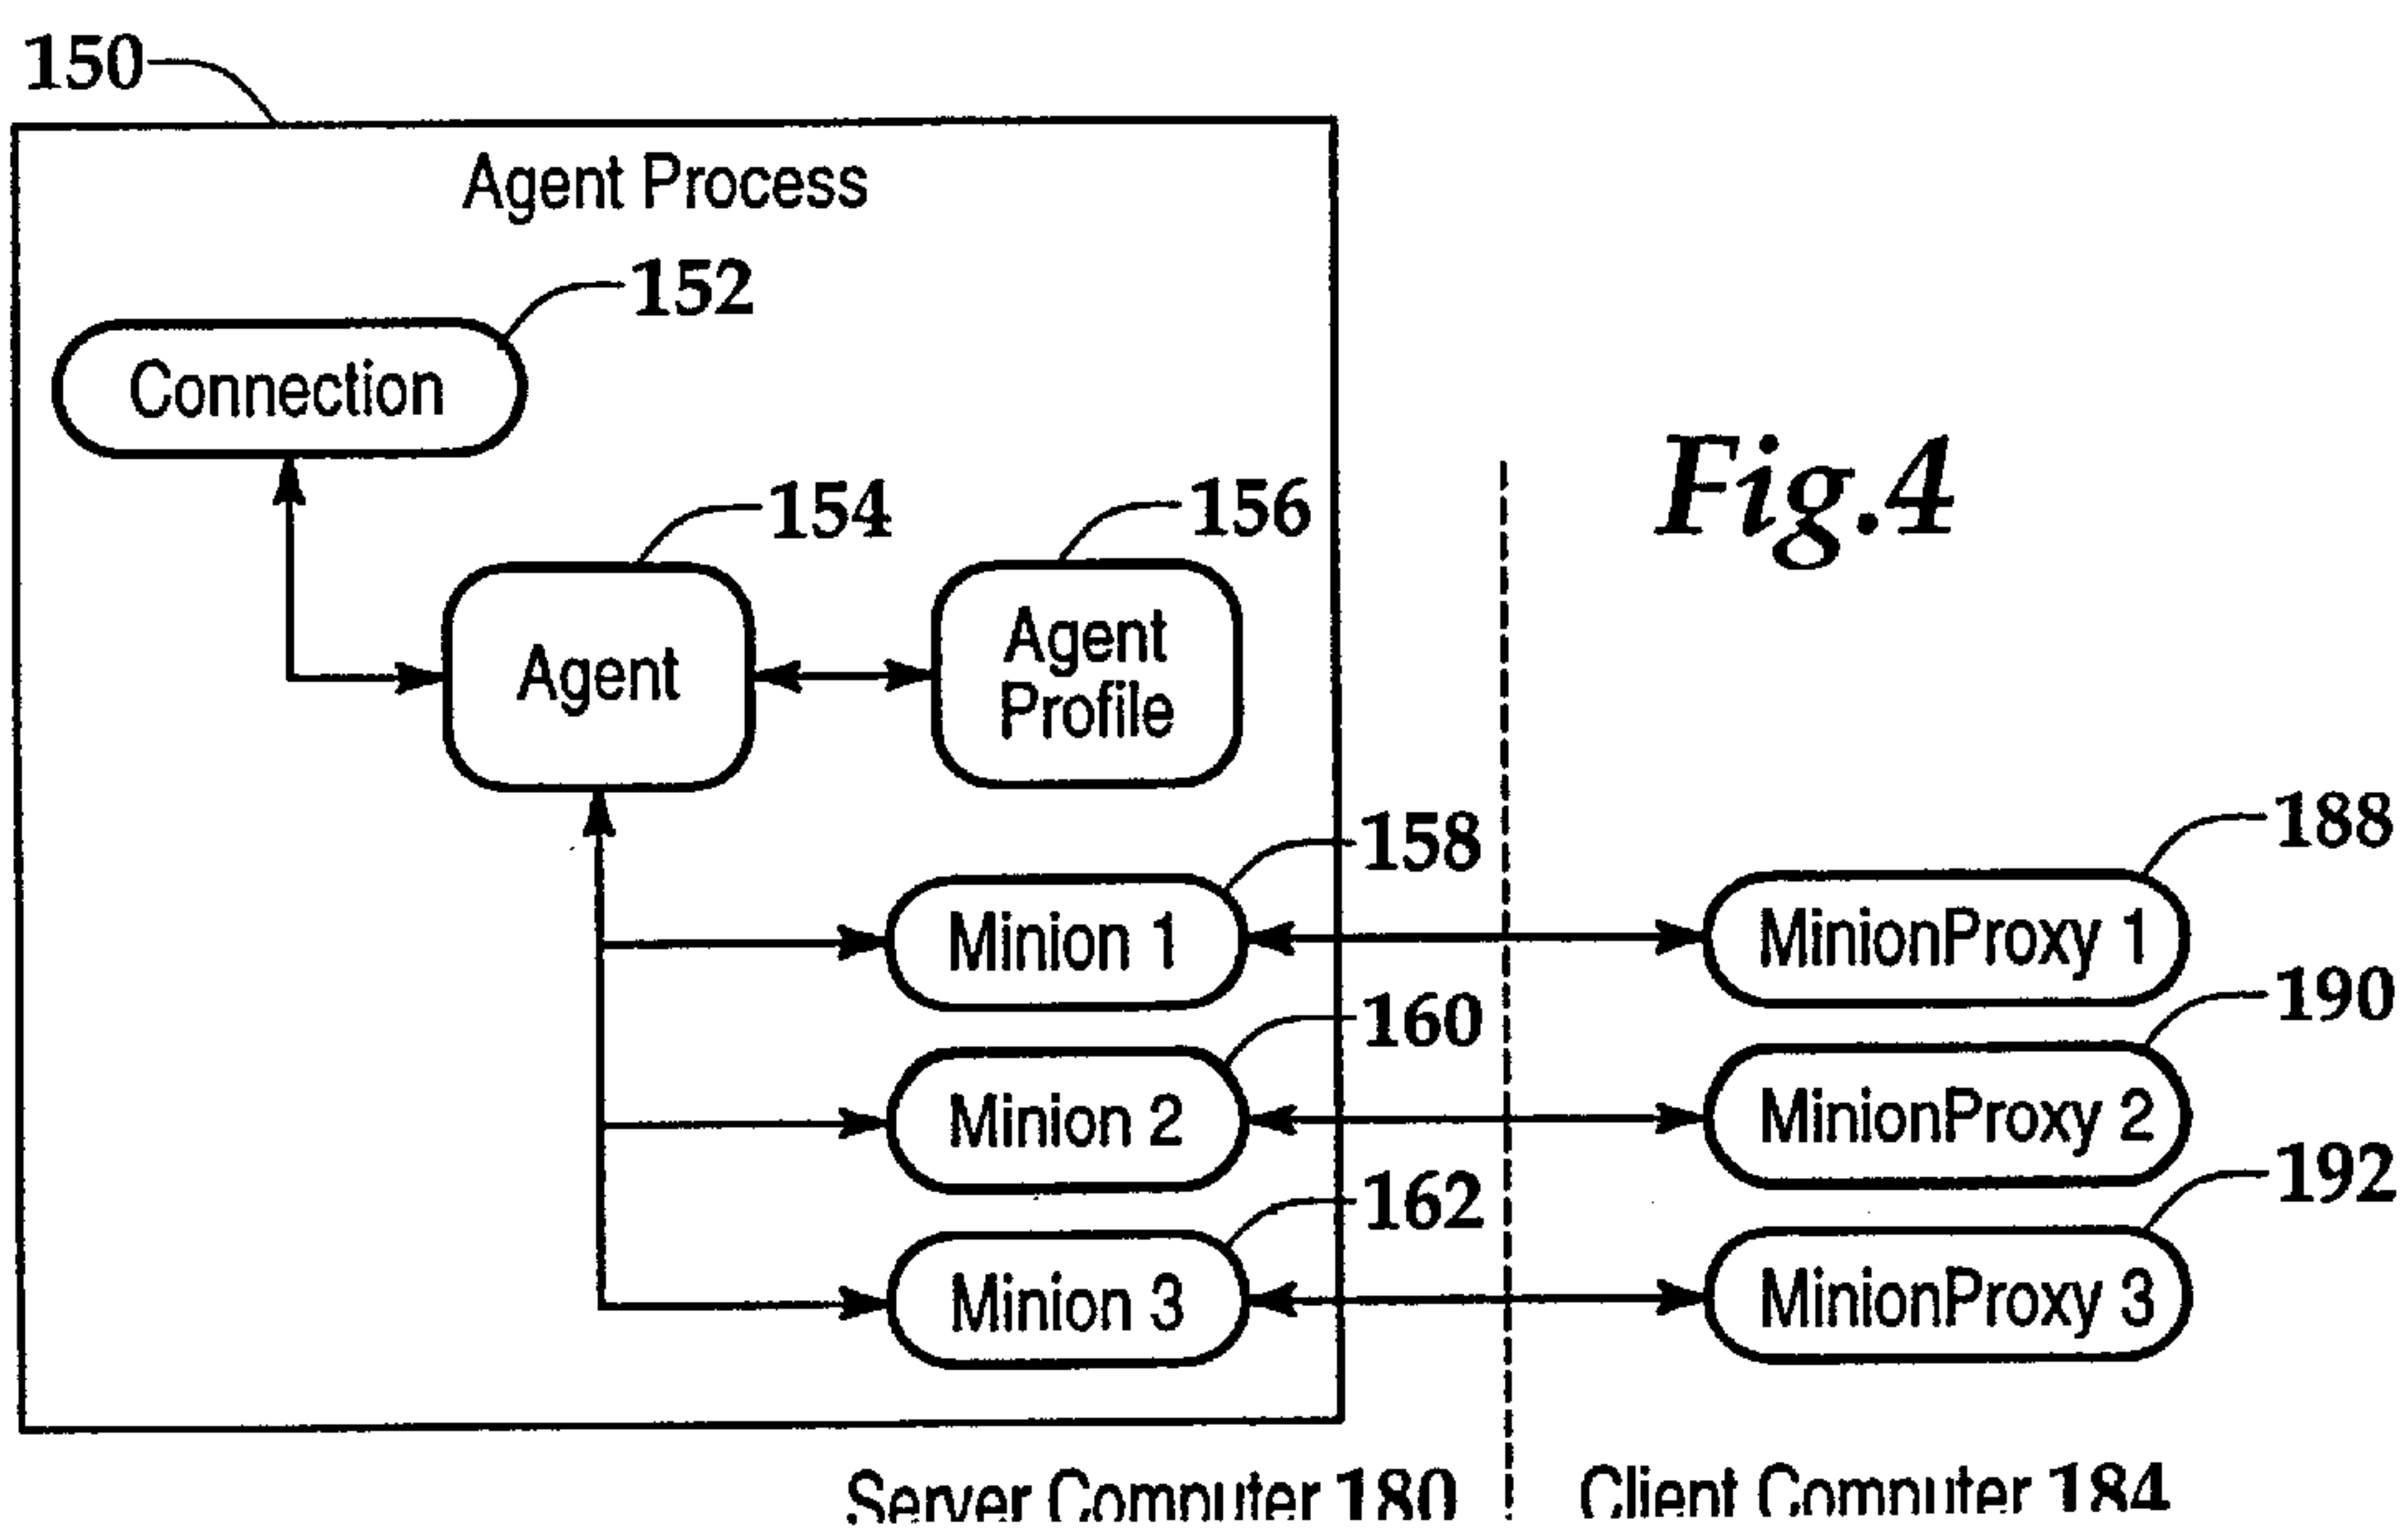 150
Agent Process
152
Connection
Fig.4
154
156
Agent
Agent
Profile
158
188
Minion 1
MinionProxy 1
160
190
Minion 2
MinionProxy 2
162
192
Minion 3
MinionProxy 3
Server Computer 180
Client Computer 184